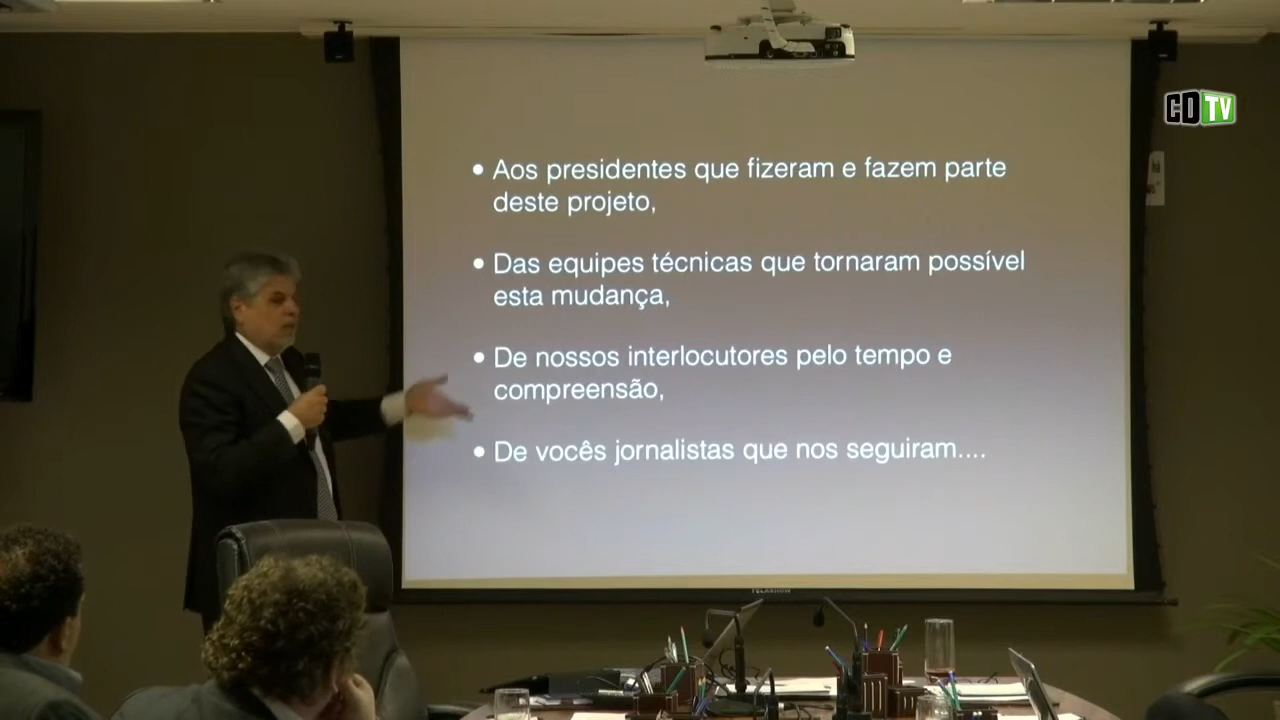 CDTV
• Aos presidentes que fizeram e fazem parte
deste projeto,
• Das equipes técnicas que tornaram possível
esta mudança,
• De nossos interlocutores pelo tempo e
compreensão,
• De vocês jornalistas que nos seguiram....